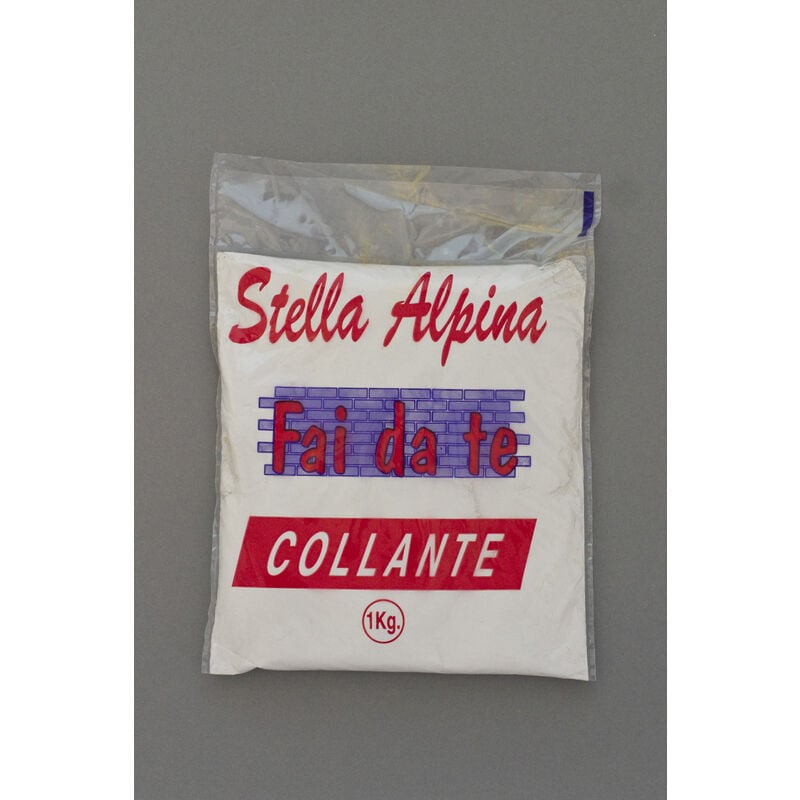 Stella Alpina
Fai da te
COLLANTE
1Kg.